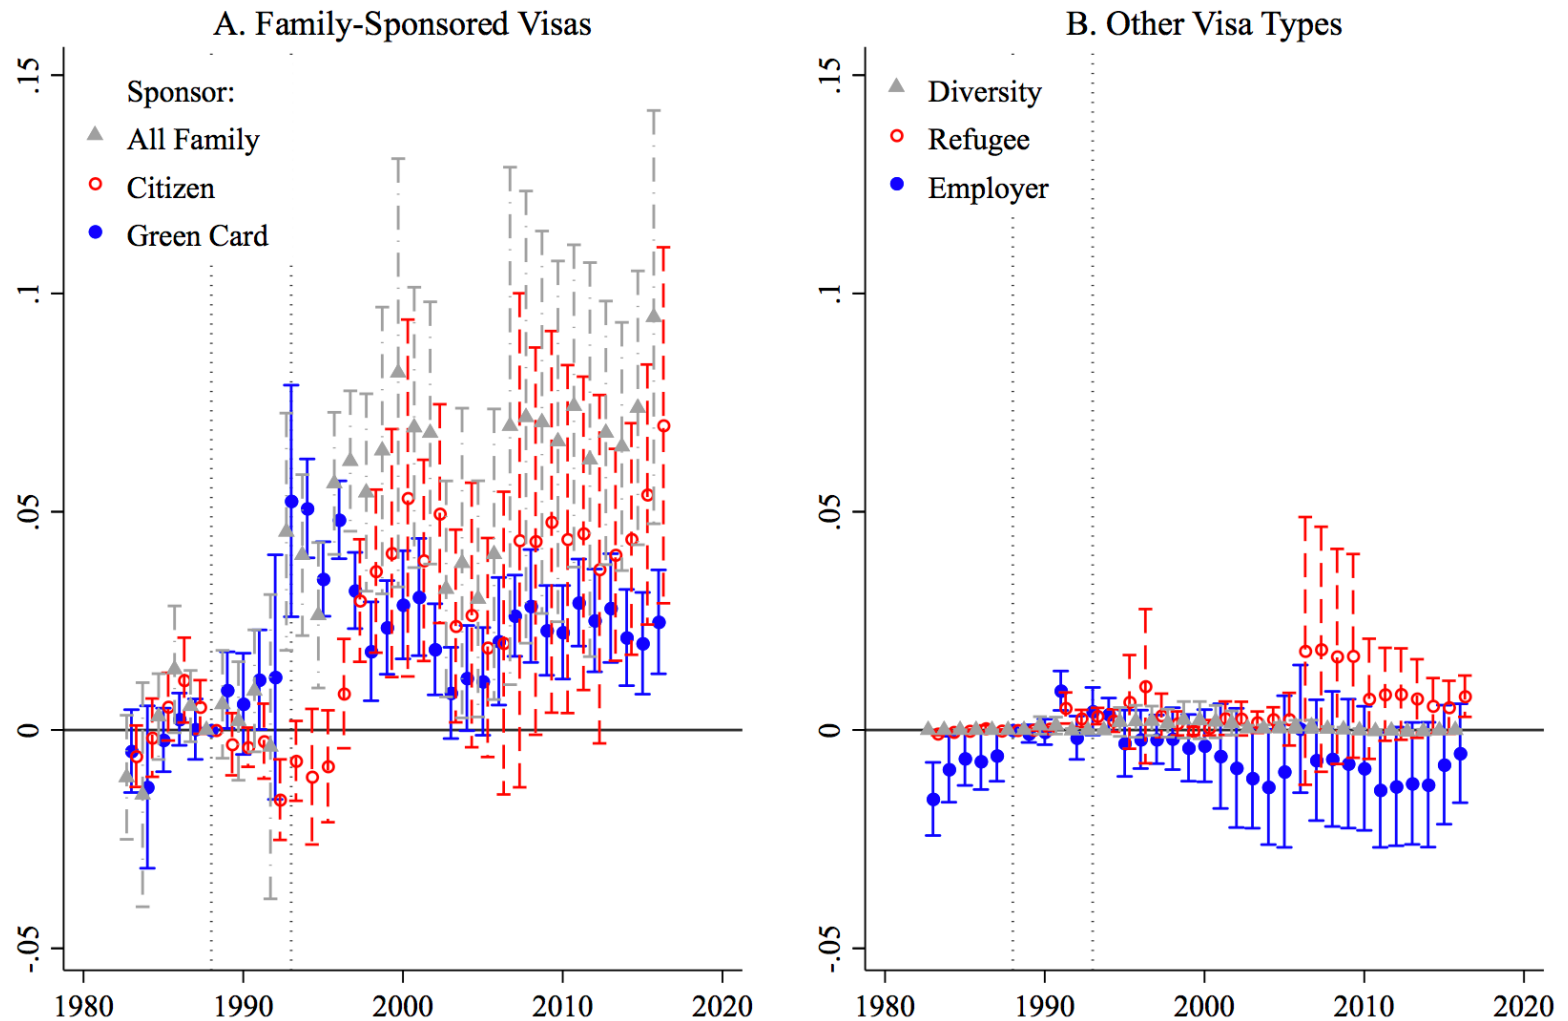 A. Family-Sponsored Visas
.15
.1
.05
0
-.05
Sponsor:
All Family
Citizen
Green Card
1980
1990
2000
2010
2020
B. Other Visa Types
.15
.1
.05
0
-.05
Diversity
Refugee
Employer
1980
1990
2000
2010
2020